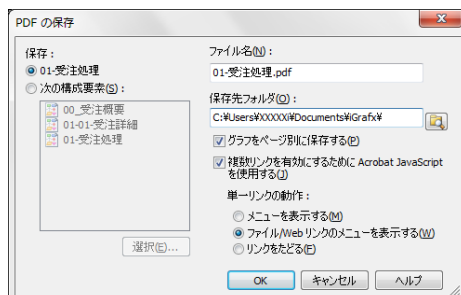 PDF の保存
保存：
01-受注処理
次の構成要素(S)：
00_受注概要
01-01-受注詳細
01-受注処理
選択(E)...
ファイル名(N)：
01-受注処理.pdf
保存先フォルダ(O)：
C:¥Users¥XXXXX¥Documents¥iGrafx¥
グラフをページ別に保存する(P)
複数リンクを有効にするために Acrobat JavaScript
を使用する(J)
単一リンクの動作：
メニューを表示する(M)
ファイル/Web リンクのメニューを表示する(W)
リンクをたどる(F)
OK
キャンセル
ヘルプ